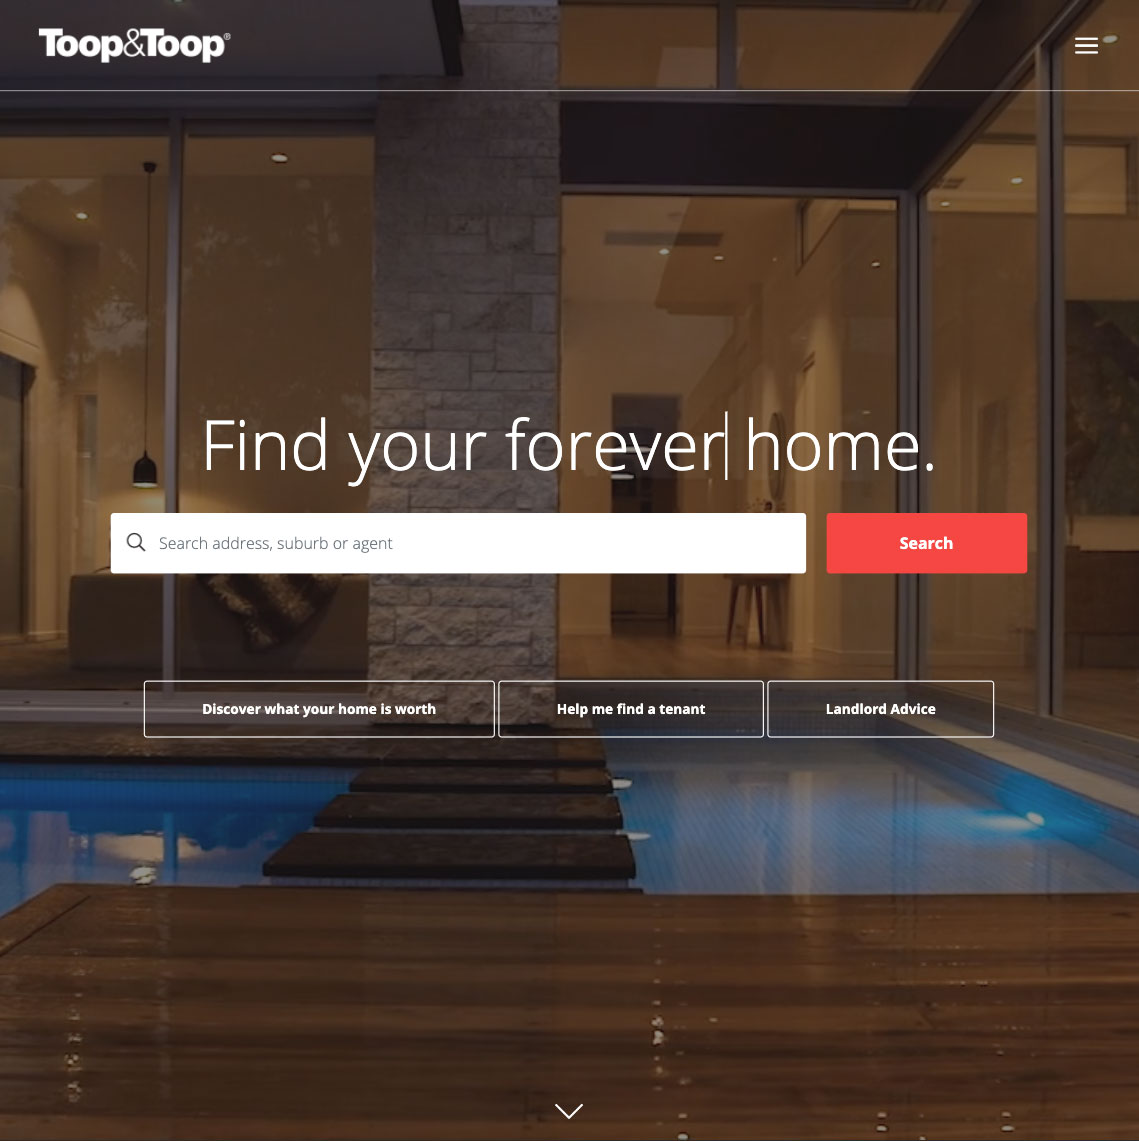 Toop&Toop®
Find your forever home.
Search address, suburb or agent
Search
Discover what your home is worth
Help me find a tenant
Landlord Advice